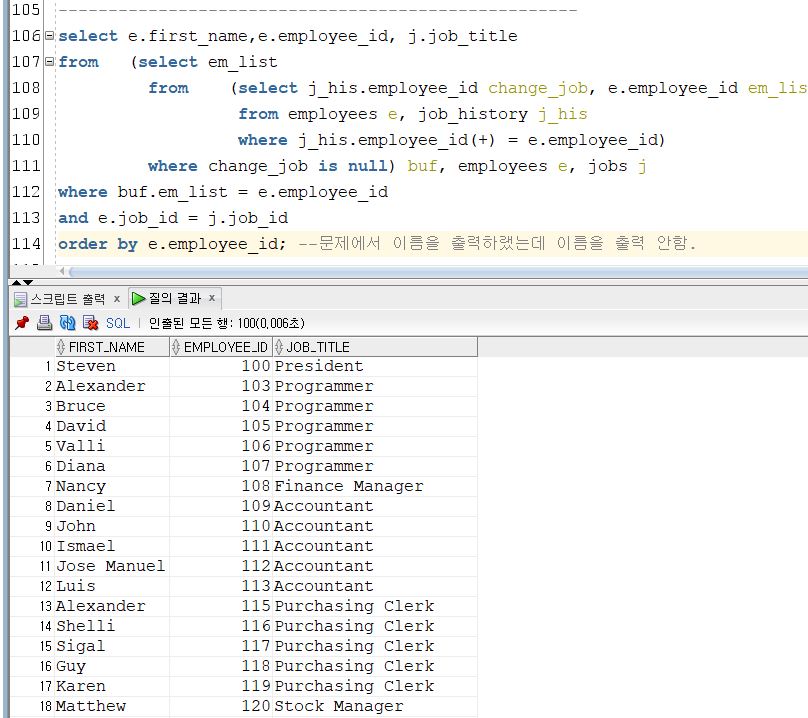 105 ----------------------------------------------------
106 select e.first_name,e.employee_id, j.job_title
107 from (select em_list
108 from (select j_his.employee_id change_job, e.employee_id em_lis
109 from employees e, job_history j_his
110 where j_his.employee_id(+) = e.employee_id)
111 where change_job is null) buf, employees e, jobs j
112 where buf.em_list = e.employee_id
113 and e.job_id = j.job_id
114 order by e.employee_id; --문제에서 이름을 출력하랬는데 이름을 출력 안함.
스크립트 출력 x 질의 결과 x
SQL | 인출된 모든 행: 100(0,006초)
FIRST_NAME EMPLOYEE_ID JOB_TITLE
1 Steven 100 President
2 Alexander 103 Programmer
3 Bruce 104 Programmer
4 David 105 Programmer
5 Valli 106 Programmer
6 Diana 107 Programmer
7 Nancy 108 Finance Manager
8 Daniel 109 Accountant
9 John 110 Accountant
10 Ismael 111 Accountant
11 Jose Manuel 112 Accountant
12 Luis 113 Accountant
13 Alexander 115 Purchasing Clerk
14 Shelli 116 Purchasing Clerk
15 Sigal 117 Purchasing Clerk
16 Guy 118 Purchasing Clerk
17 Karen 119 Purchasing Clerk
18 Matthew 120 Stock Manager